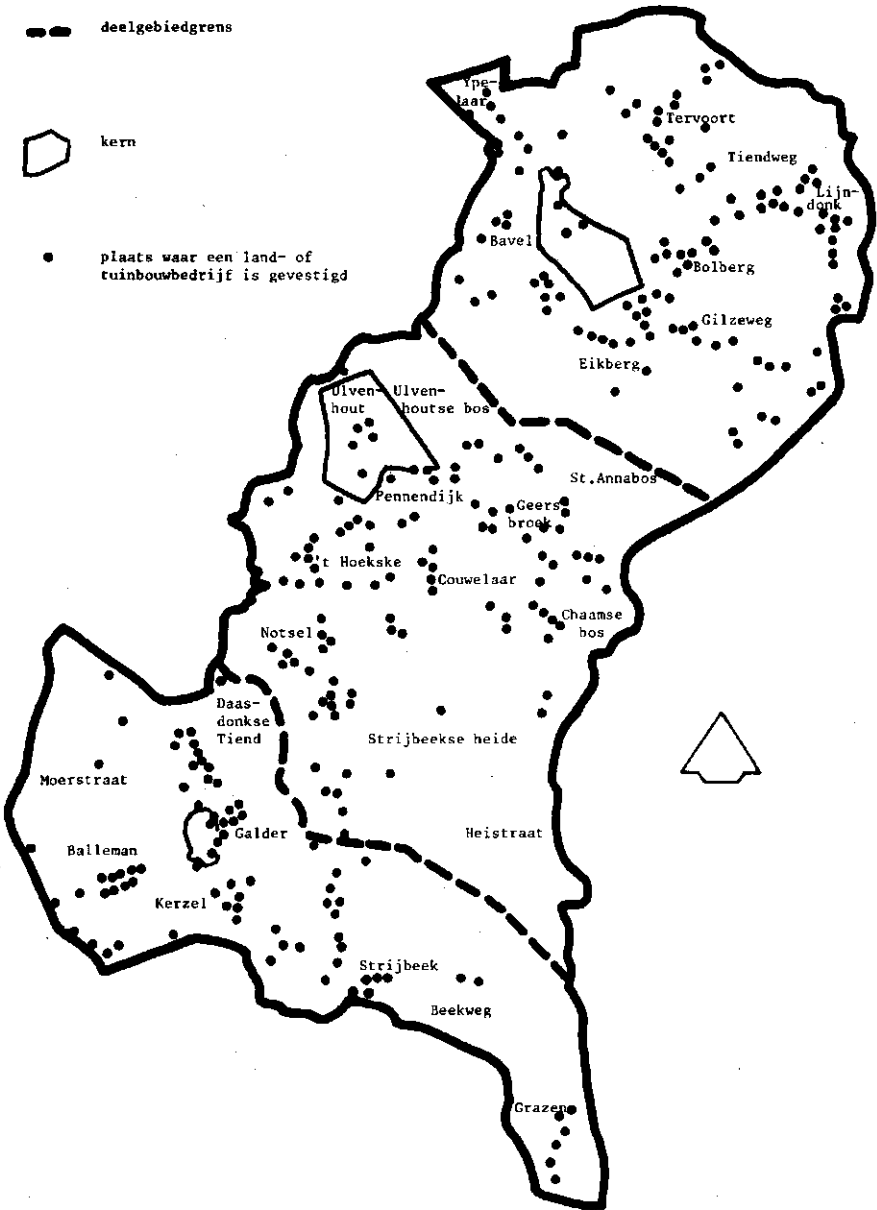 deelgebiedgrens
kern
plaats waar een land- of
tuinbouwbedrijf is gevestigd
Ype-
laar
Tervoort
Tiendweg
Lijn-
donk
Bavel
Bolberg
Gilzeweg
Eikberg
Ulven-
hout
Ulven-
houtse bos
St.Annabos
Pennendijk
Geers
broek
't Hoekske
Couwelaar
Chaamse
bos
Notsel
Daas-
donkse
Tiend
Strijbeekse heide
Moerstraat
Galder
Heistraat
Balleman
Kerzel
Strijbeek
Beekweg
Grazen